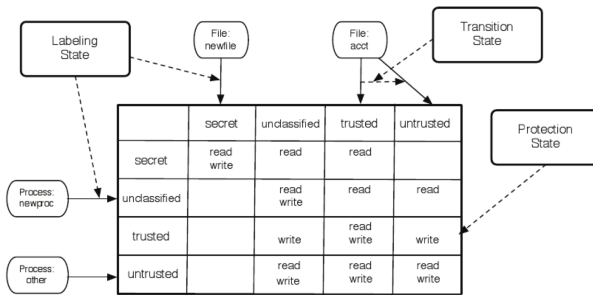 Labeling
State
File:
newfile
File:
acct
Transition
State
Protection
State
secret unclassified trusted untrusted
secret read
write read read
Process:
newproc
unclassified read
write read read
trusted write read
write write
Process:
other
untrusted read
write read
write read
write